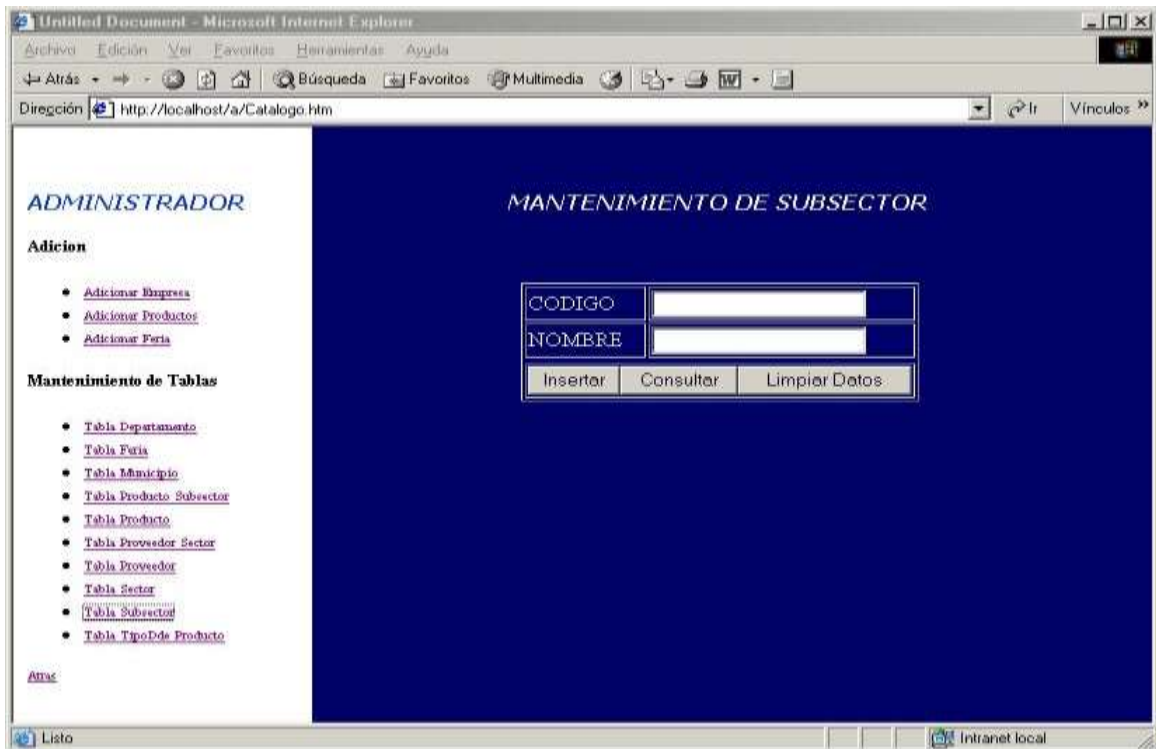 Untitled Document - Microsoft Internet Explorer
Archivo Edición Ver Favoritos Herramientas Ayuda
Atrás Búsqueda Favoritos Multimedia
Dirección http://localhost/a/Catalogo.htm Ir Vínculos »
ADMINISTRADOR
Adicion
Adicionar Empresa
Adicionar Productos
Adicionar Feria
Mantenimiento de Tablas
Tabla Departamento
Tabla Feria
Tabla Municipio
Tabla Producto Subsector
Tabla Producto
Tabla Proveedor Sector
Tabla Proveedor
Tabla Sector
Tabla Subsector
Tabla TipoDde Producto
Atras
MANTENIMIENTO DE SUBSECTOR
CODIGO
NOMBRE
Insertar Consultar Limpiar Datos
Listo Intranet local